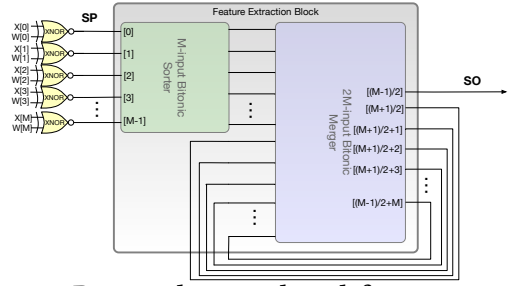 Feature Extraction Block
X[0]
W[0]
XNOR
X[1]
W[1]
XNOR
X[2]
W[2]
XNOR
X[3]
W[3]
XNOR
X[M]
W[M]
XNOR
SP
[0]
[1]
[2]
[3]
[M-1]
M-input Bitonic
Sorter
2M-input Bitonic
Merger
[(M-1)/2]
[(M+1)/2]
[(M+1)/2+1]
[(M+1)/2+2]
[(M+1)/2+3]
[(M-1)/2+M]
SO